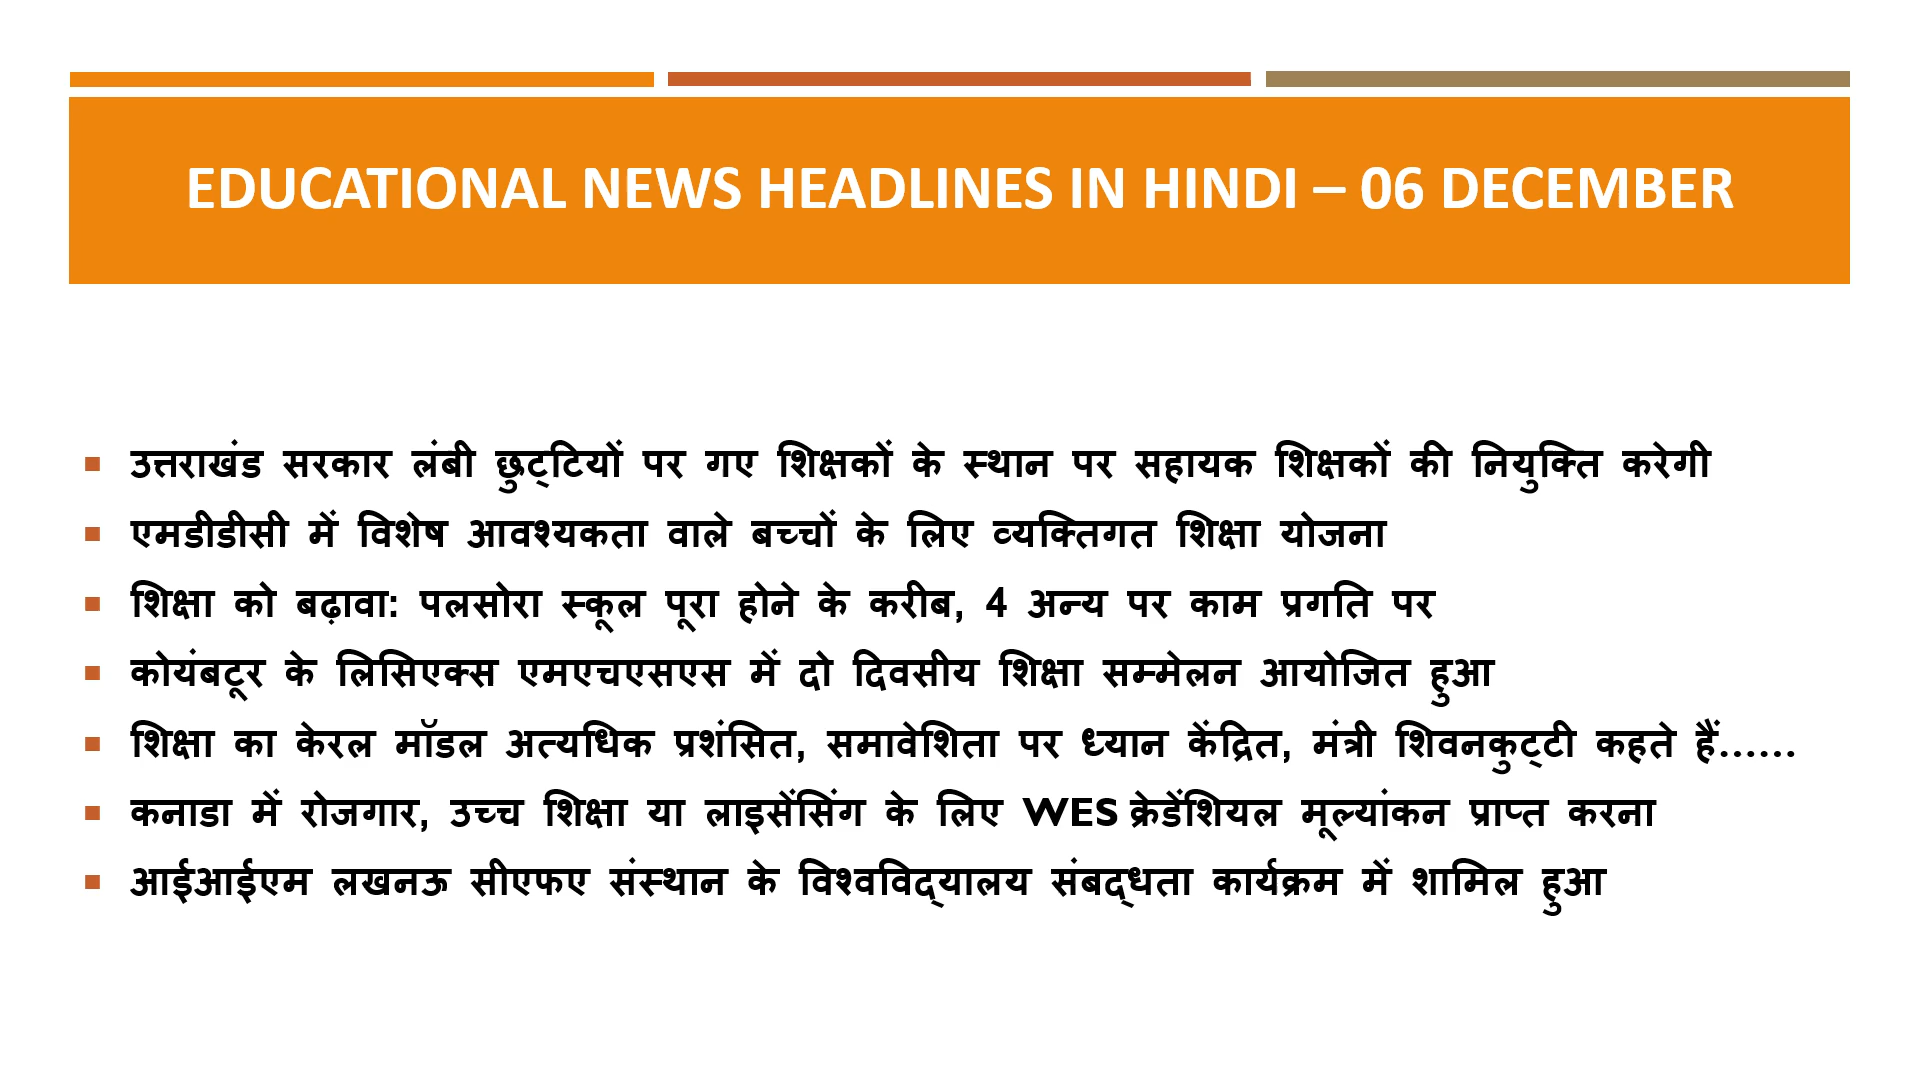 EDUCATIONAL NEWS HEADLINES IN HINDI – 06 DECEMBER
उत्तराखंड सरकार लंबी छुट्टियों पर गए शिक्षकों के स्थान पर सहायक शिक्षकों की नियुक्ति करेगी
एमडीडीसी में विशेष आवश्यकता वाले बच्चों के लिए व्यक्तिगत शिक्षा योजना
शिक्षा को बढ़ावा: पलसोरा स्कूल पूरा होने के करीब, 4 अन्य पर काम प्रगति पर
कोयंबटूर के लिसिएक्स एमएचएसएस में दो दिवसीय शिक्षा सम्मेलन आयोजित हुआ
शिक्षा का केरल मॉडल अत्यधिक प्रशंसित, समावेशिता पर ध्यान केंद्रित, मंत्री शिवनकुट्टी कहते हैं......
कनाडा में रोजगार, उच्च शिक्षा या लाइसेंसिंग के लिए WES क्रेडेंशियल मूल्यांकन प्राप्त करना
आईआईएम लखनऊ सीएफए संस्थान के विश्वविद्यालय संबद्धता कार्यक्रम में शामिल हुआ